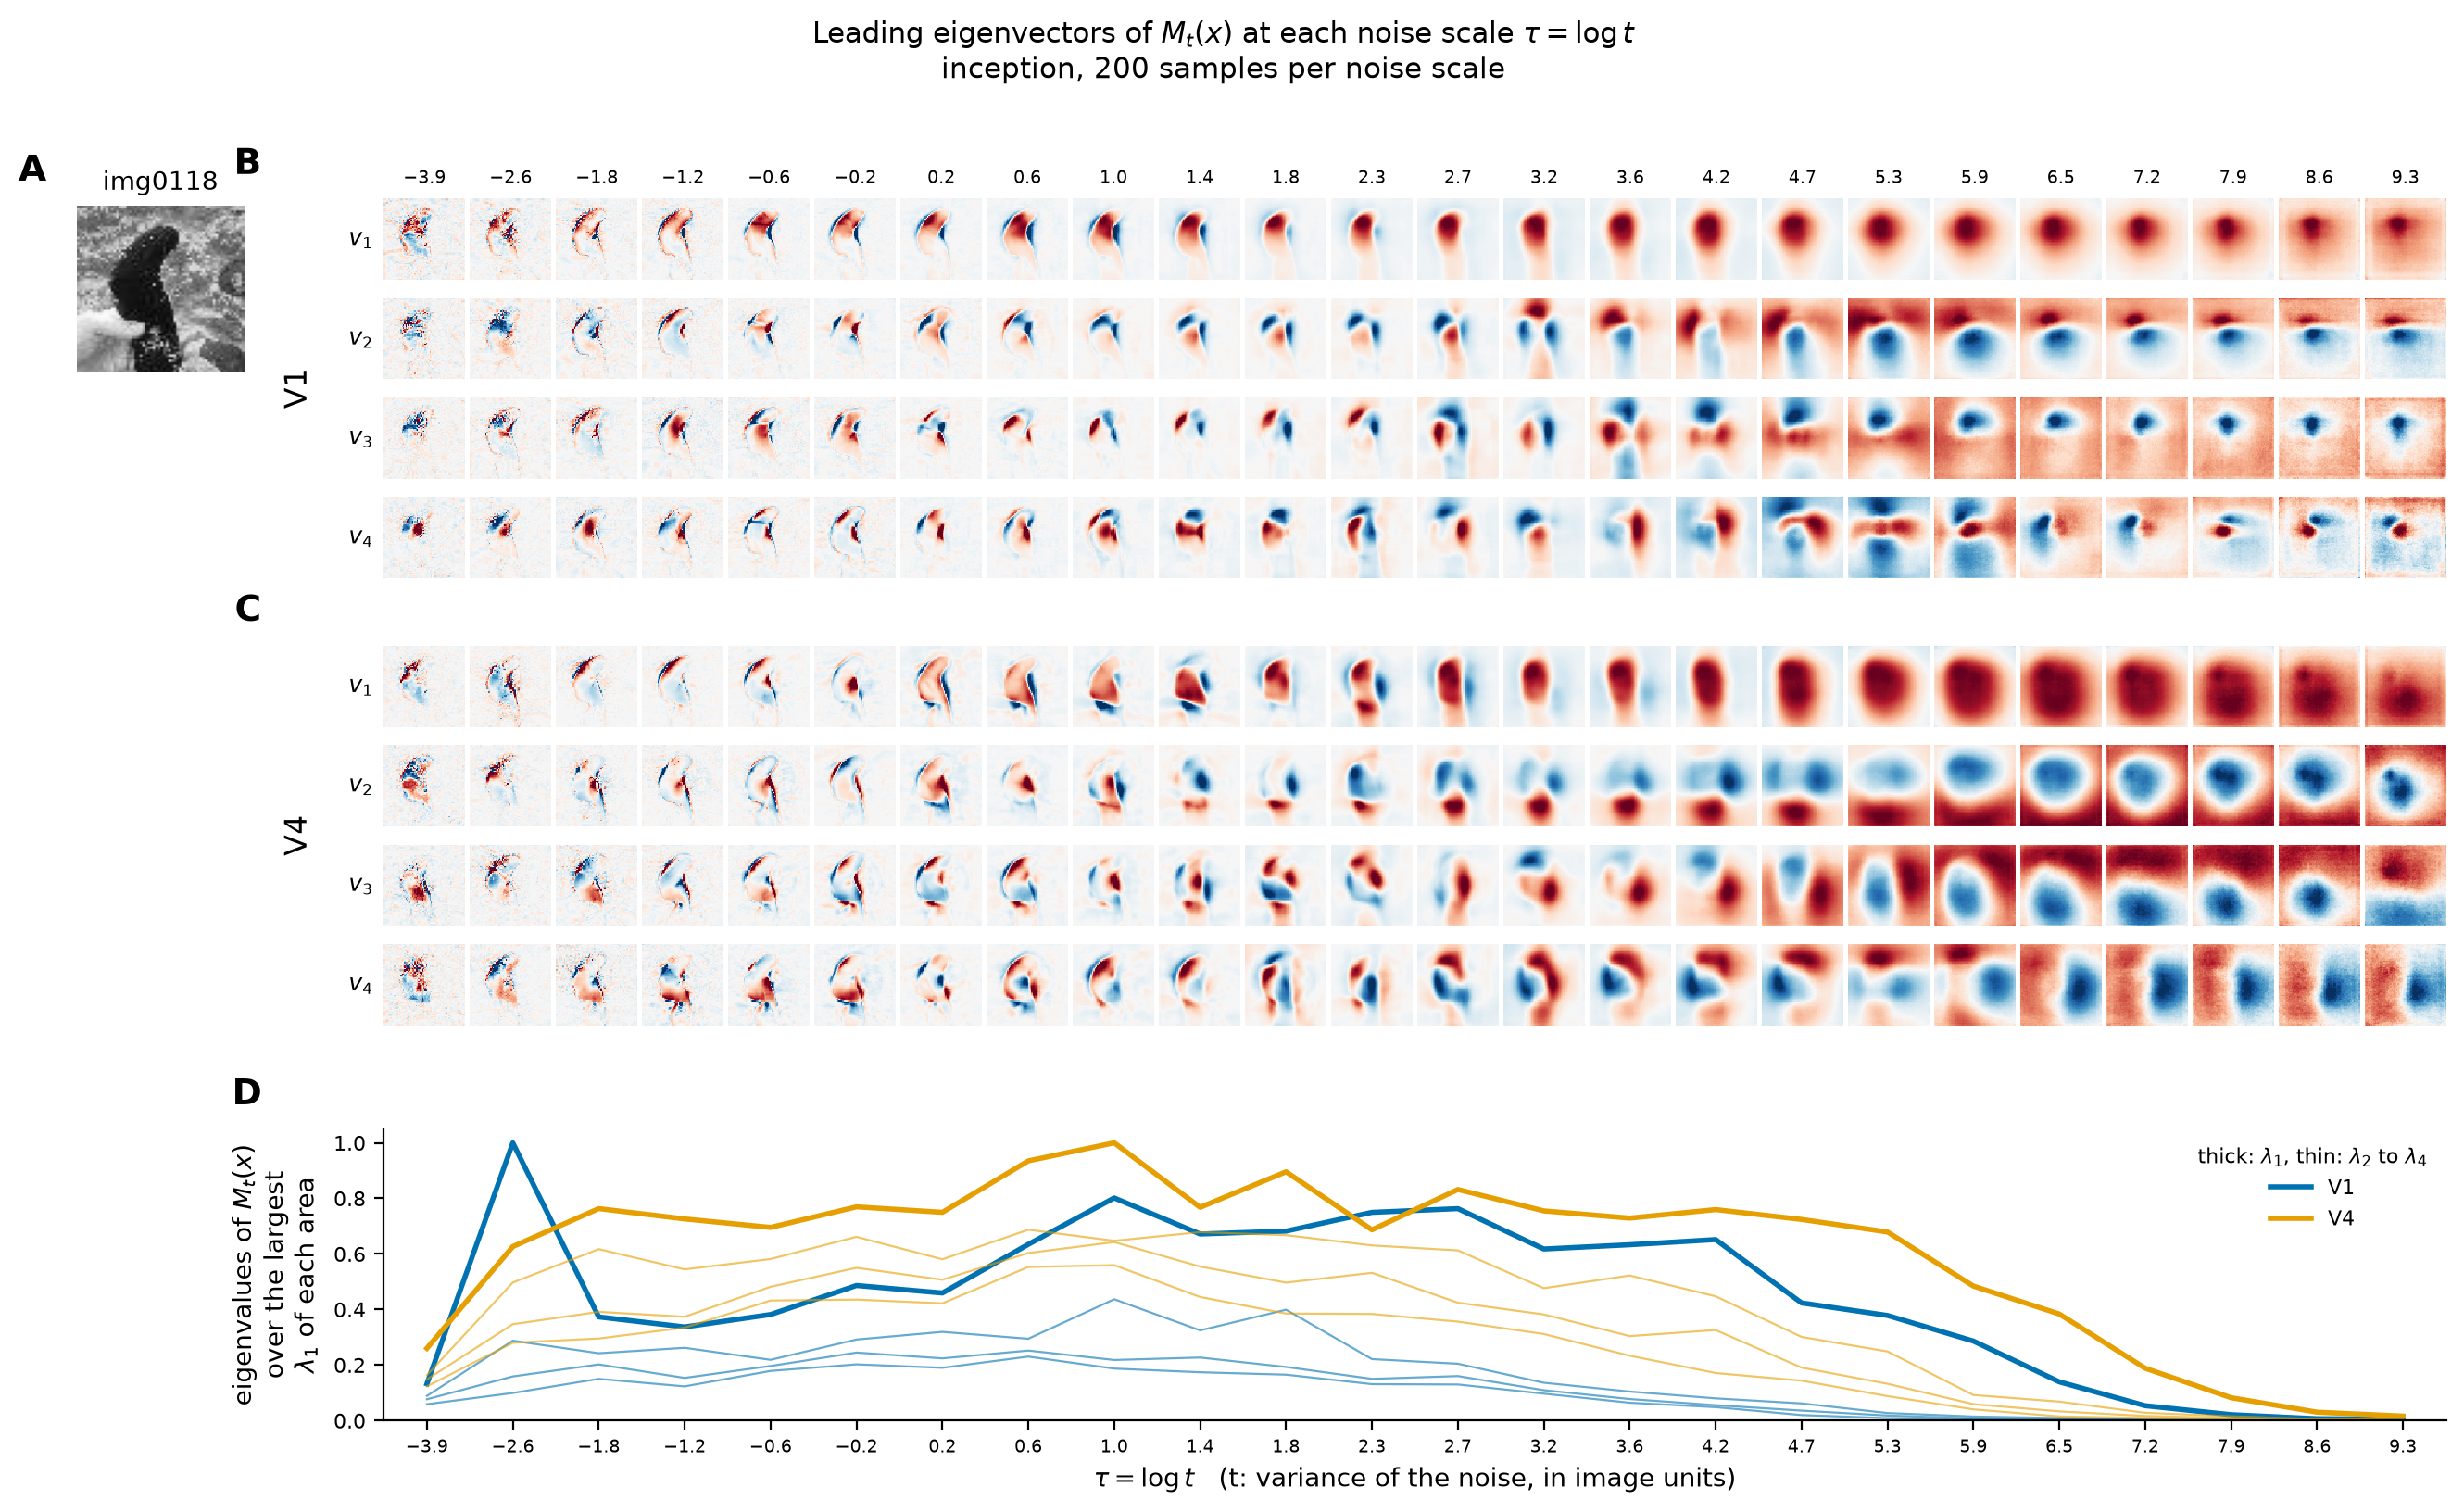 Leading eigenvectors of M_t(x) at each noise scale τ = log t
inception, 200 samples per noise scale
A
img0118
B
−3.9 −2.6 −1.8 −1.2 −0.6 −0.2 0.2 0.6 1.0 1.4 1.8 2.3 2.7 3.2 3.6 4.2 4.7 5.3 5.9 6.5 7.2 7.9 8.6 9.3
V1
v₁
v₂
v₃
v₄
C
V4
v₁
v₂
v₃
v₄
D
eigenvalues of M_t(x)
over the largest
λ₁ of each area
1.0
0.8
0.6
0.4
0.2
0.0
thick: λ₁, thin: λ₂ to λ₄
V1
V4
−3.9 −2.6 −1.8 −1.2 −0.6 −0.2 0.2 0.6 1.0 1.4 1.8 2.3 2.7 3.2 3.6 4.2 4.7 5.3 5.9 6.5 7.2 7.9 8.6 9.3
τ = log t (t: variance of the noise, in image units)